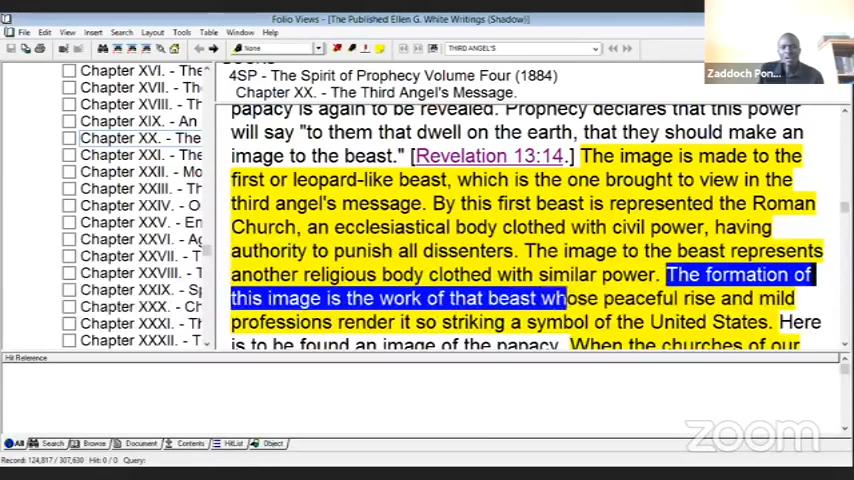 Folio Views - [The Published Ellen G. White Writings (Shadow)]
File Edit View Insert Search Layout Tools Table Window Help
None
THIRD ANGEL'S
Zaddoch Pon...
Chapter XVI. - The
Chapter XVII. - The
Chapter XVIII. - Th
Chapter XIX. - An
Chapter XX. - The
Chapter XXI. - The
Chapter XXII. - Mo
Chapter XXIII. - Th
Chapter XXIV. - O
Chapter XXV. - En
Chapter XXVI. - Ag
Chapter XXVII. - T
Chapter XXVIII. - T
Chapter XXIX. - Sp
Chapter XXX. - Ch
Chapter XXXI. - Th
Chapter XXXII. - T
4SP - The Spirit of Prophecy Volume Four (1884)
Chapter XX. - The Third Angel's Message.
papacy is again to be revealed. Prophecy declares that this power
will say "to them that dwell on the earth, that they should make an
image to the beast." [Revelation 13:14.] The image is made to the
first or leopard-like beast, which is the one brought to view in the
third angel's message. By this first beast is represented the Roman
Church, an ecclesiastical body clothed with civil power, having
authority to punish all dissenters. The image to the beast represents
another religious body clothed with similar power. The formation of
this image is the work of that beast whose peaceful rise and mild
professions render it so striking a symbol of the United States. Here
is to be found an image of the papacy. When the churches of our
Hit Reference
All Search Browse Document Contents HitList Object
Record: 124,817 / 307,630 Hit: 0 / 0 Query:
zoom